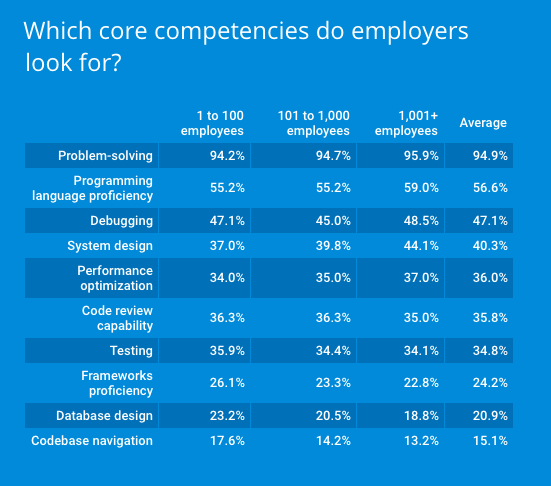 Which core competencies do employers
look for?
1 to 100
employees
101 to 1,000
employees
1,001+
employees
Average
Problem-solving 94.2% 94.7% 95.9% 94.9%
Programming
language proficiency 55.2% 55.2% 59.0% 56.6%
Debugging 47.1% 45.0% 48.5% 47.1%
System design 37.0% 39.8% 44.1% 40.3%
Performance
optimization 34.0% 35.0% 37.0% 36.0%
Code review
capability 36.3% 36.3% 35.0% 35.8%
Testing 35.9% 34.4% 34.1% 34.8%
Frameworks
proficiency 26.1% 23.3% 22.8% 24.2%
Database design 23.2% 20.5% 18.8% 20.9%
Codebase navigation 17.6% 14.2% 13.2% 15.1%